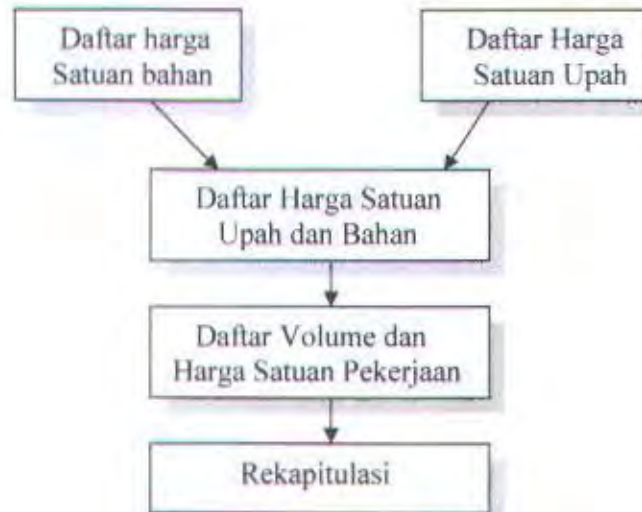 Daftar harga
Satuan bahan
Daftar Harga
Satuan Upah
Daftar Harga Satuan
Upah dan Bahan
Daftar Volume dan
Harga Satuan Pekerjaan
Rekapitulasi